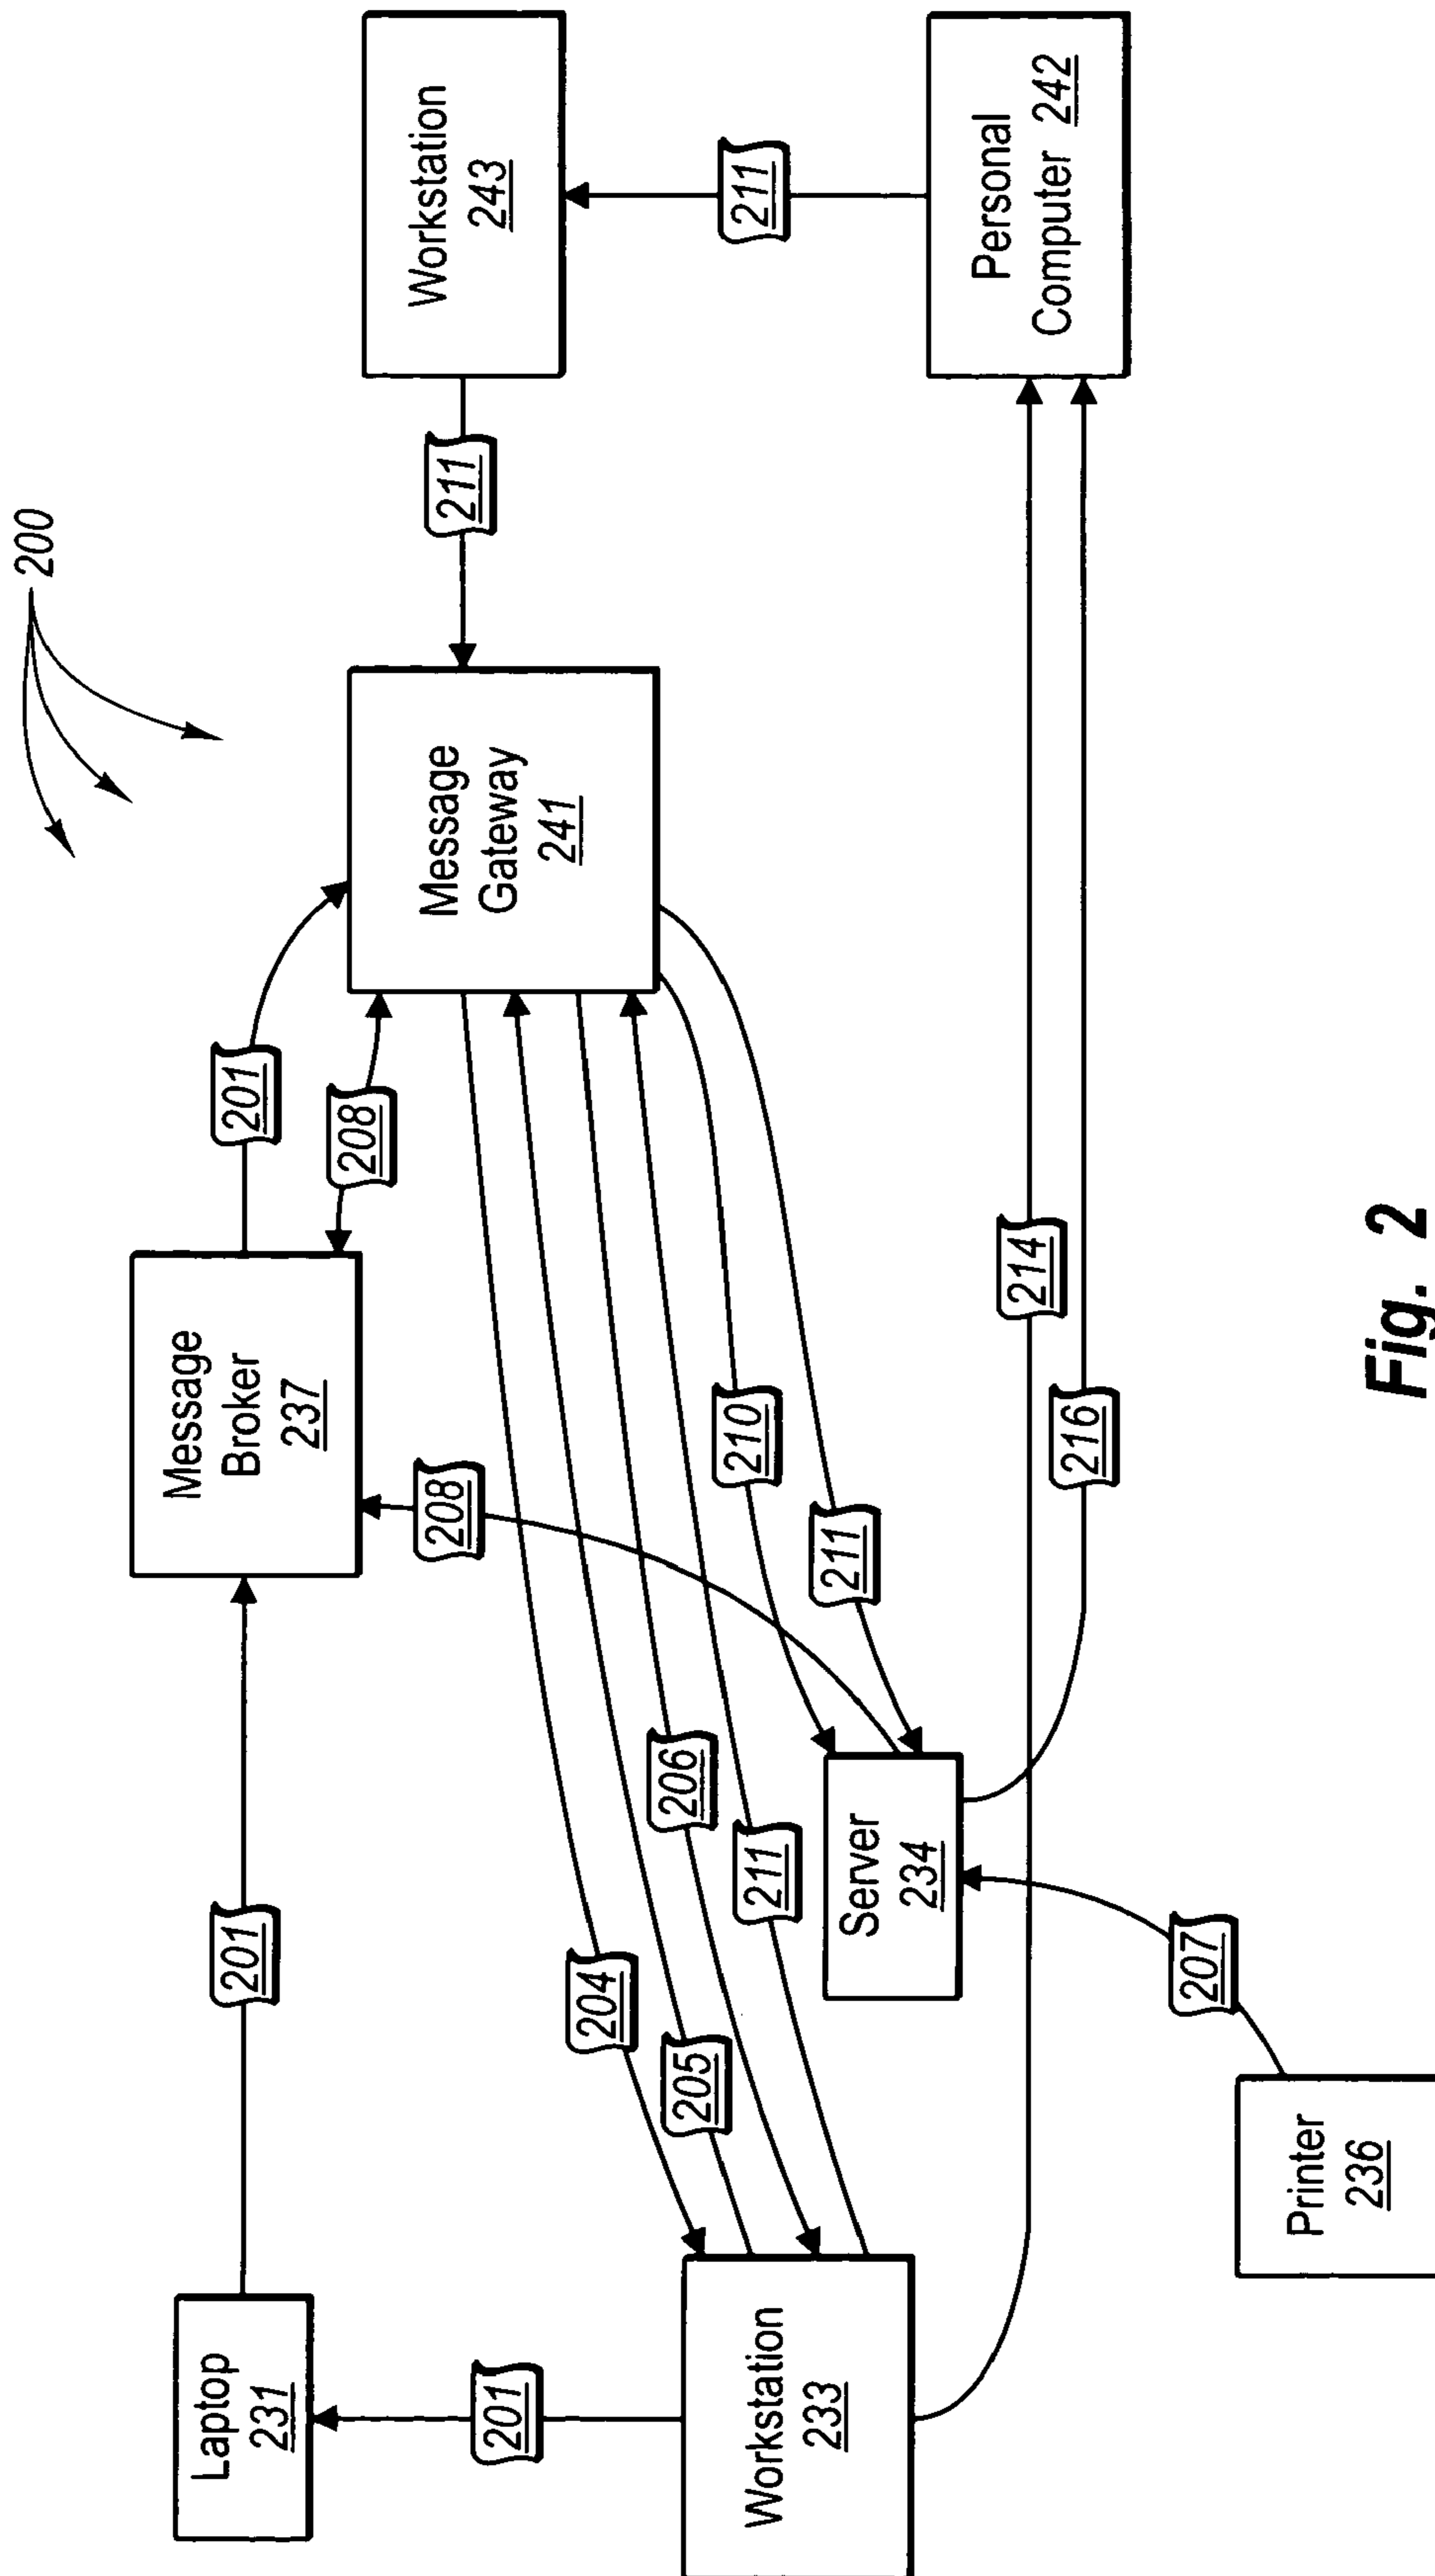 200
Laptop
231
201
Message
Broker
237
201
208
Message
Gateway
241
211
Workstation
243
201
208
204
205
206
211
210
211
211
Workstation
233
Server
234
214
216
Personal
Computer 242
207
Printer
236
Fig. 2